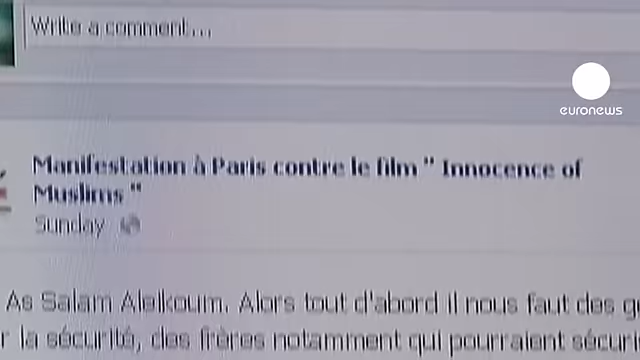 Write a comment...
euronews
Manifestation à Paris contre le film " Innocence of
Muslims "
Sunday
As Salam Aleïkoum. Alors tout d'abord il nous faut des
la sécurité, des frères notamment qui pourraient